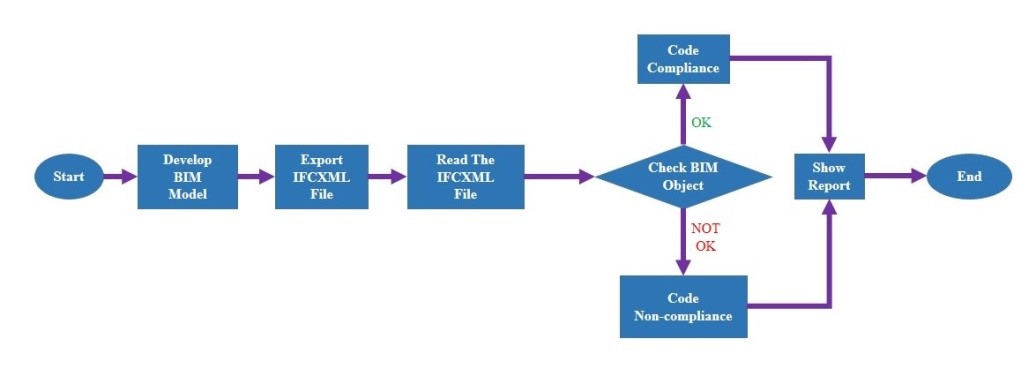 Start
Develop
BIM
Model
Export
IFCXML
File
Read The
IFCXML
File
Check BIM
Object
OK
Code
Compliance
NOT
OK
Code
Non-compliance
Show
Report
End